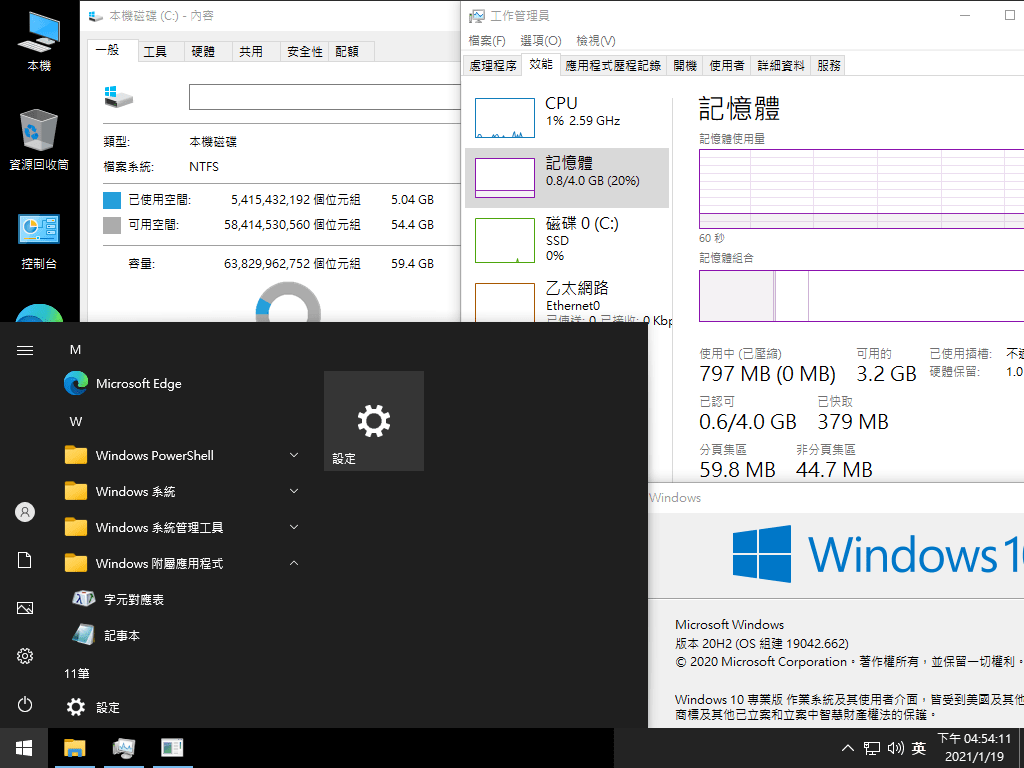 本機
資源回收筒
控制台
本機磁碟 (C:) - 內容
一般 工具 硬體 共用 安全性 配額
類型: 本機磁碟
檔案系統: NTFS
已使用空間: 5,415,432,192 個位元組 5.04 GB
可用空間: 58,414,530,560 個位元組 54.4 GB
容量: 63,829,962,752 個位元組 59.4 GB
工作管理員
檔案(F) 選項(O) 檢視(V)
處理程序 效能 應用程式歷程記錄 開機 使用者 詳細資料 服務
CPU
1% 2.59 GHz
記憶體
0.8/4.0 GB (20%)
磁碟 0 (C:)
SSD
0%
乙太網路
Ethernet0
已傳送: 0 已接收: 0 Kbp
記憶體
記憶體使用量
60 秒
記憶體組合
使用中 (已壓縮) 可用的 已使用插槽: 不適
797 MB (0 MB) 3.2 GB 硬體保留: 1.0
已認可 已快取
0.6/4.0 GB 379 MB
分頁集區 非分頁集區
59.8 MB 44.7 MB
M
Microsoft Edge
W
Windows PowerShell
Windows 系統
Windows 系統管理工具
Windows 附屬應用程式
字元對應表
記事本
11筆
設定
設定
Windows
Windows 10
Microsoft Windows
版本 20H2 (OS 組建 19042.662)
© 2020 Microsoft Corporation。著作權所有，並保留一切權利。
Windows 10 專業版 作業系統及其使用者介面，皆受到美國及其他
商標及其他已立案和立案中智慧財產權法的保護。
英
下午 04:54:11
2021/1/19